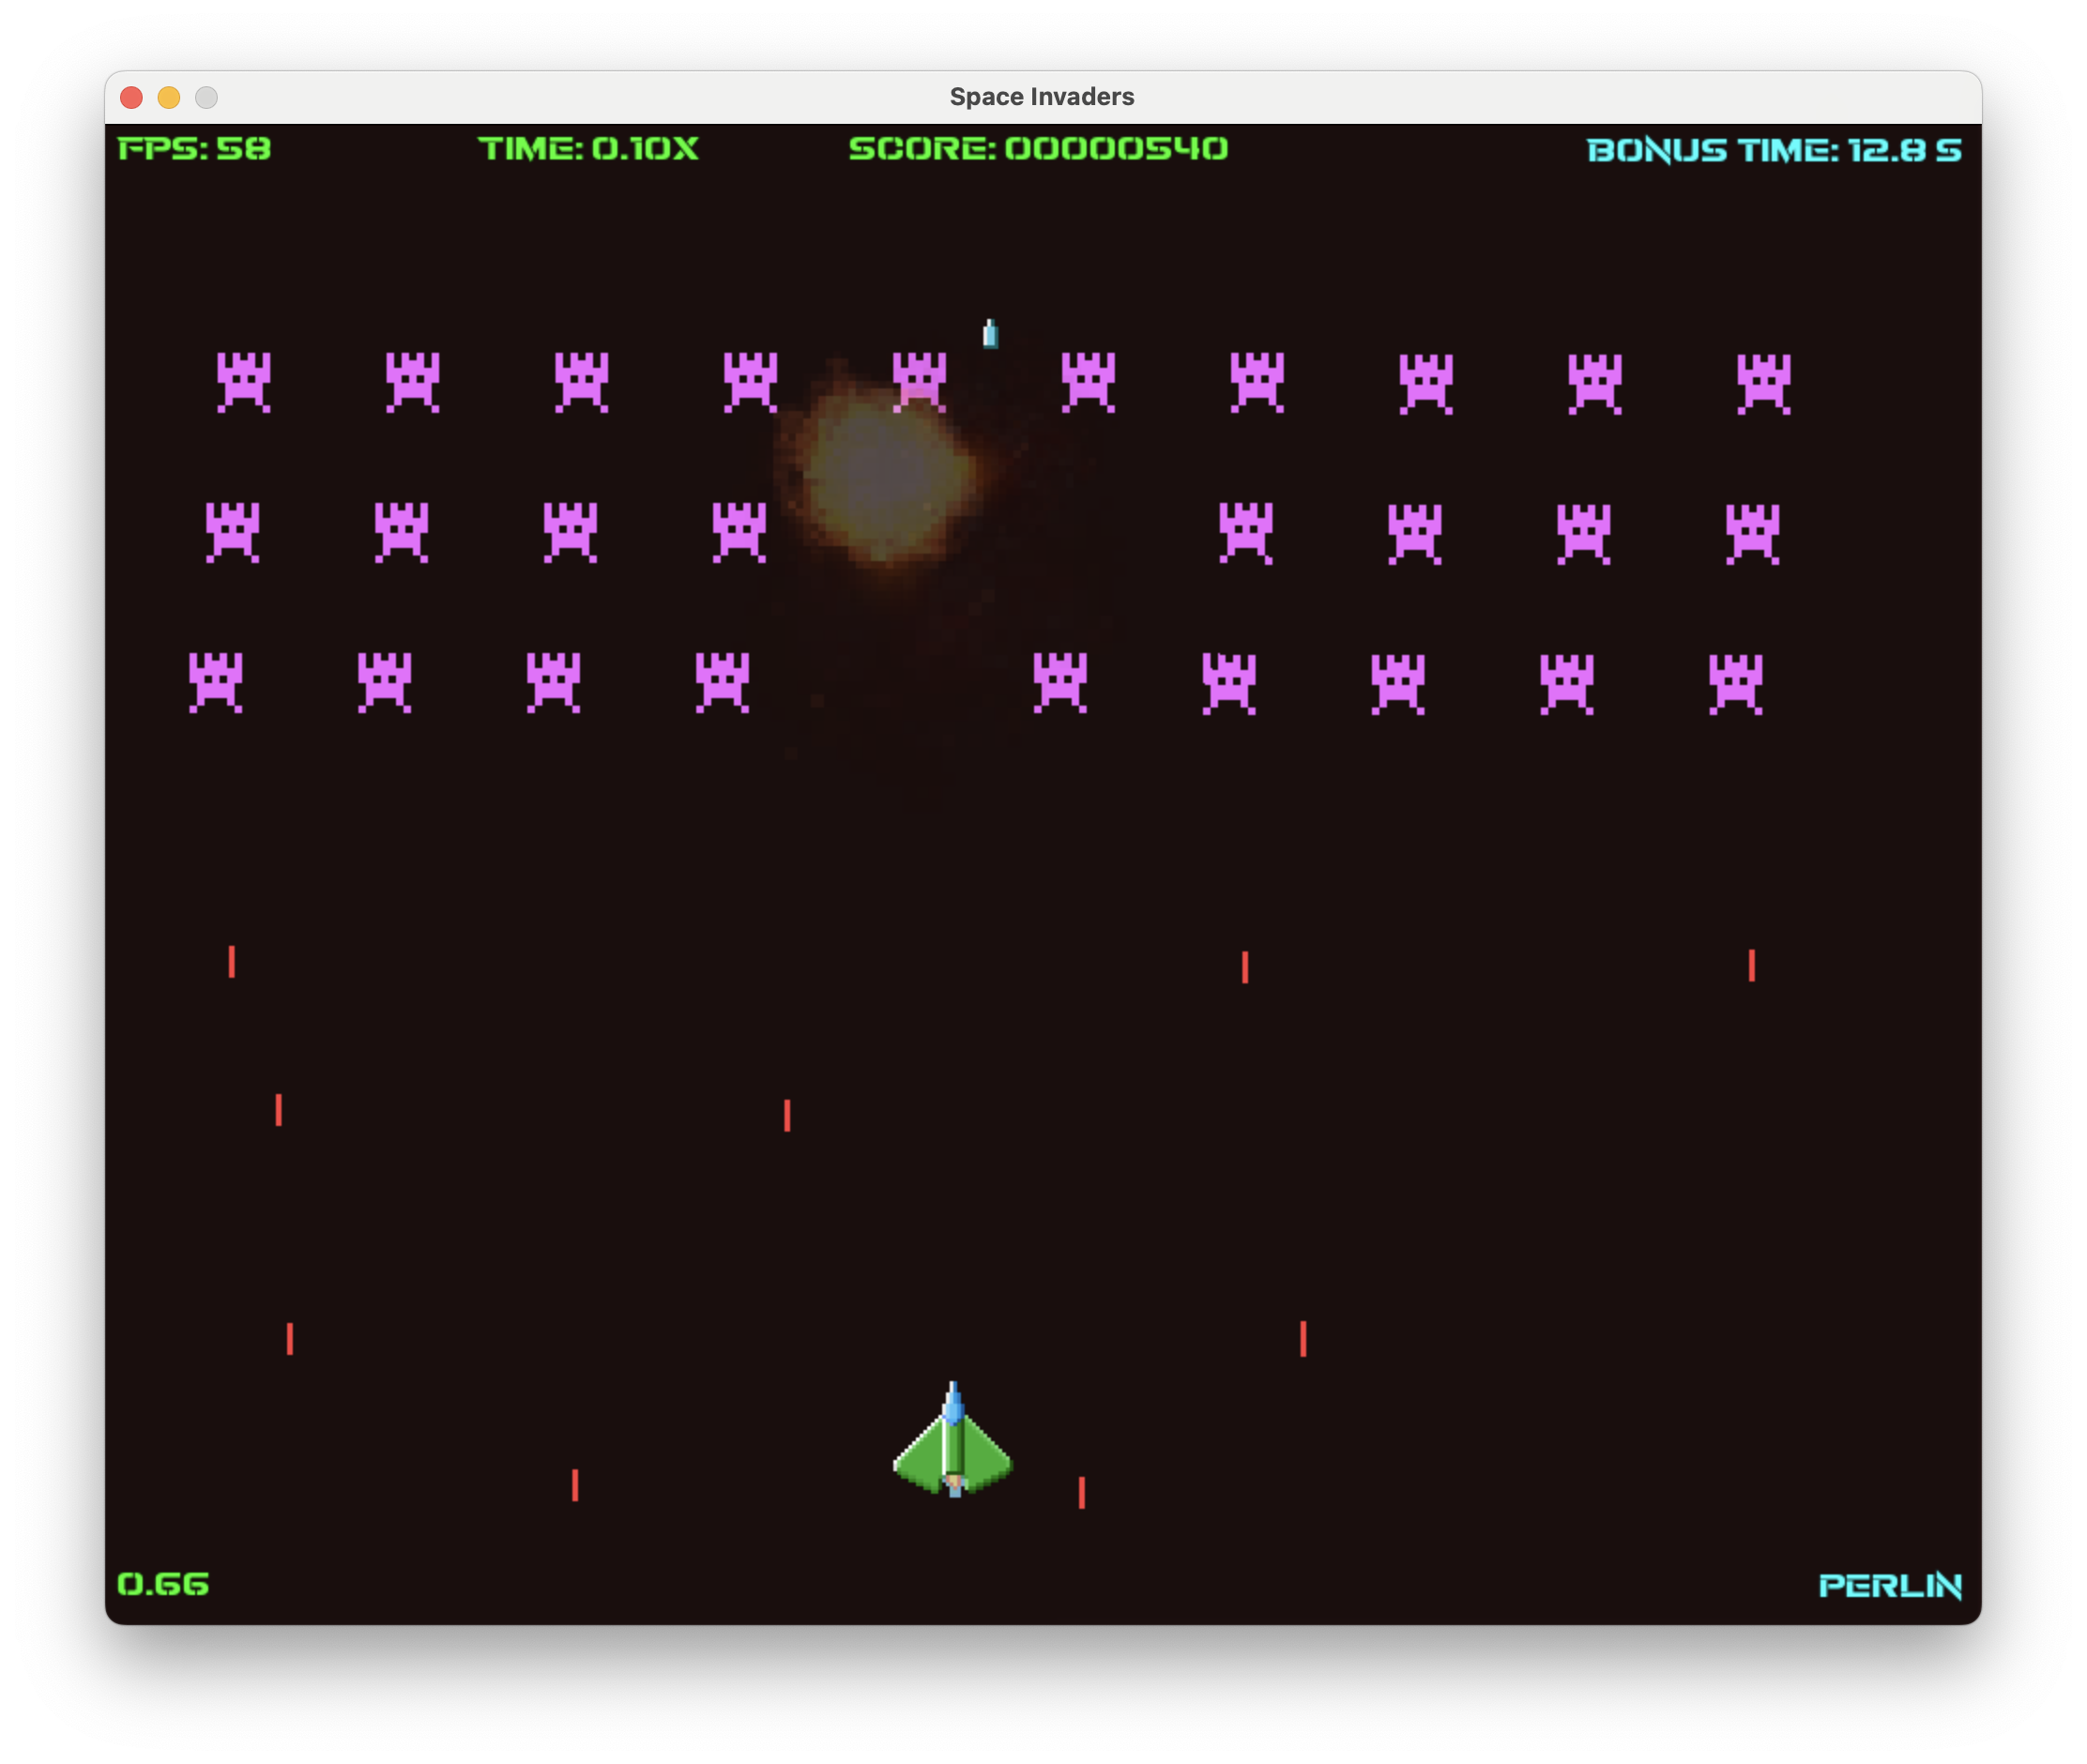 Space Invaders
FPS: 58
TIME: 0.10X
SCORE: 00000540
BONUS TIME: 12.8 S
0.66
PERLIN